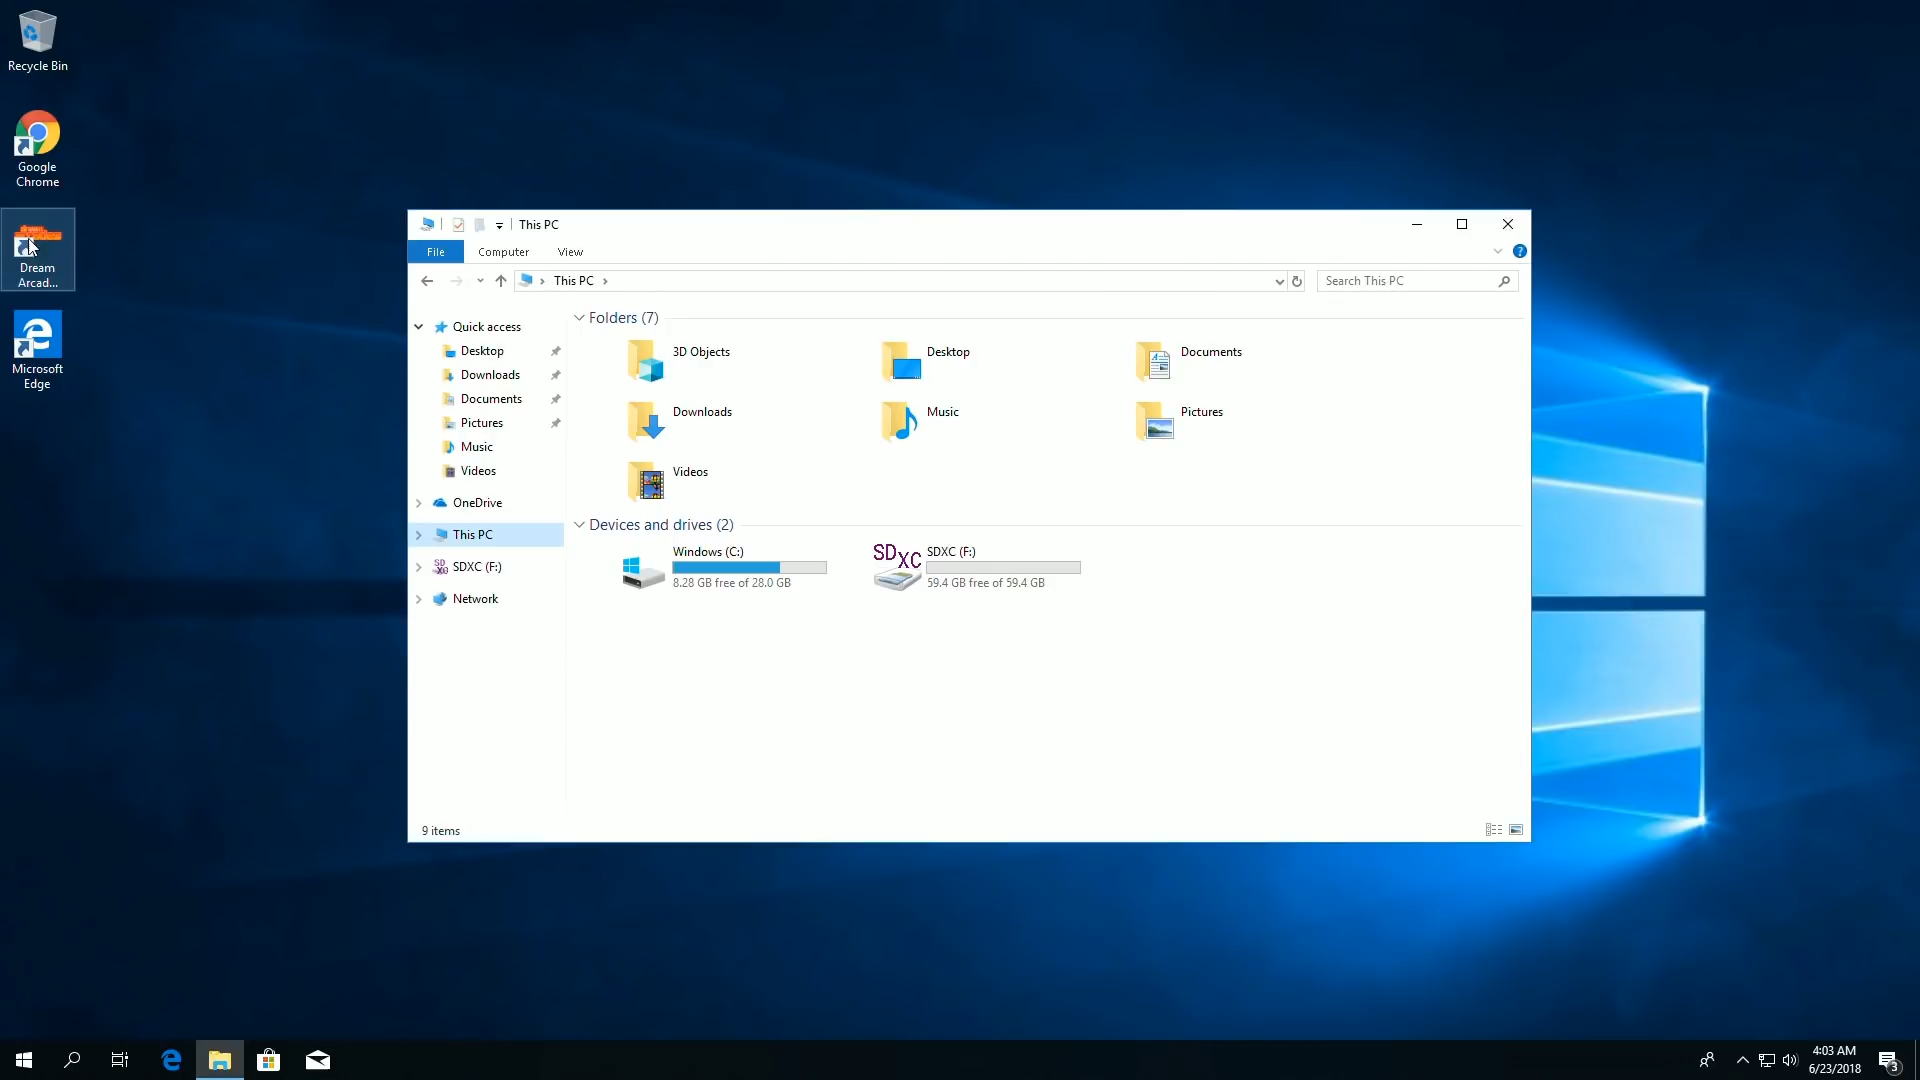 Recycle Bin
Google
Chrome
Dream
Arcad...
Microsoft
Edge
This PC
File
Computer
View
This PC
Search This PC
Quick access
Desktop
Downloads
Documents
Pictures
Music
Videos
OneDrive
This PC
SDXC (F:)
Network
Folders (7)
3D Objects
Desktop
Documents
Downloads
Music
Pictures
Videos
Devices and drives (2)
Windows (C:)
8.28 GB free of 28.0 GB
SDXC
SDXC (F:)
59.4 GB free of 59.4 GB
9 items
4:03 AM
6/23/2018
3